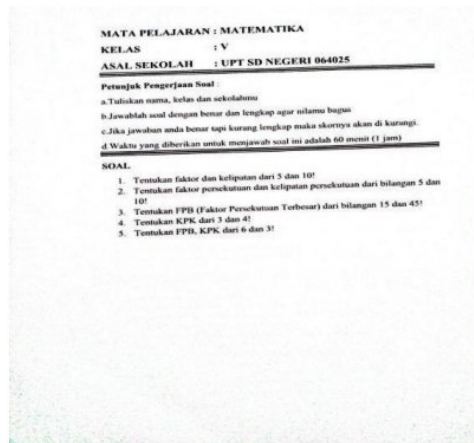 MATA PELAJARAN : MATEMATIKA
KELAS : V
ASAL SEKOLAH : UPT SD NEGERI 064025
Petunjuk Pengerjaan Soal :
a.Tuliskan nama, kelas dan sekolahmu
b.Jawablah soal dengan benar dan lengkap agar nilamu bagus
c.Jika jawaban anda benar tapi kurang lengkap maka skornya akan di kurangi.
d.Waktu yang diberikan untuk menjawab soal ini adalah 60 menit (1 jam)
SOAL
1. Tentukan faktor dan kelipatan dari 5 dan 10!
2. Tentukan faktor persekutuan dan kelipatan persekutuan dari bilangan 5 dan
10!
3. Tentukan FPB (Faktor Persekutuan Terbesar) dari bilangan 15 dan 45!
4. Tentukan KPK dari 3 dan 4!
5. Tentukan FPB, KPK dari 6 dan 3!